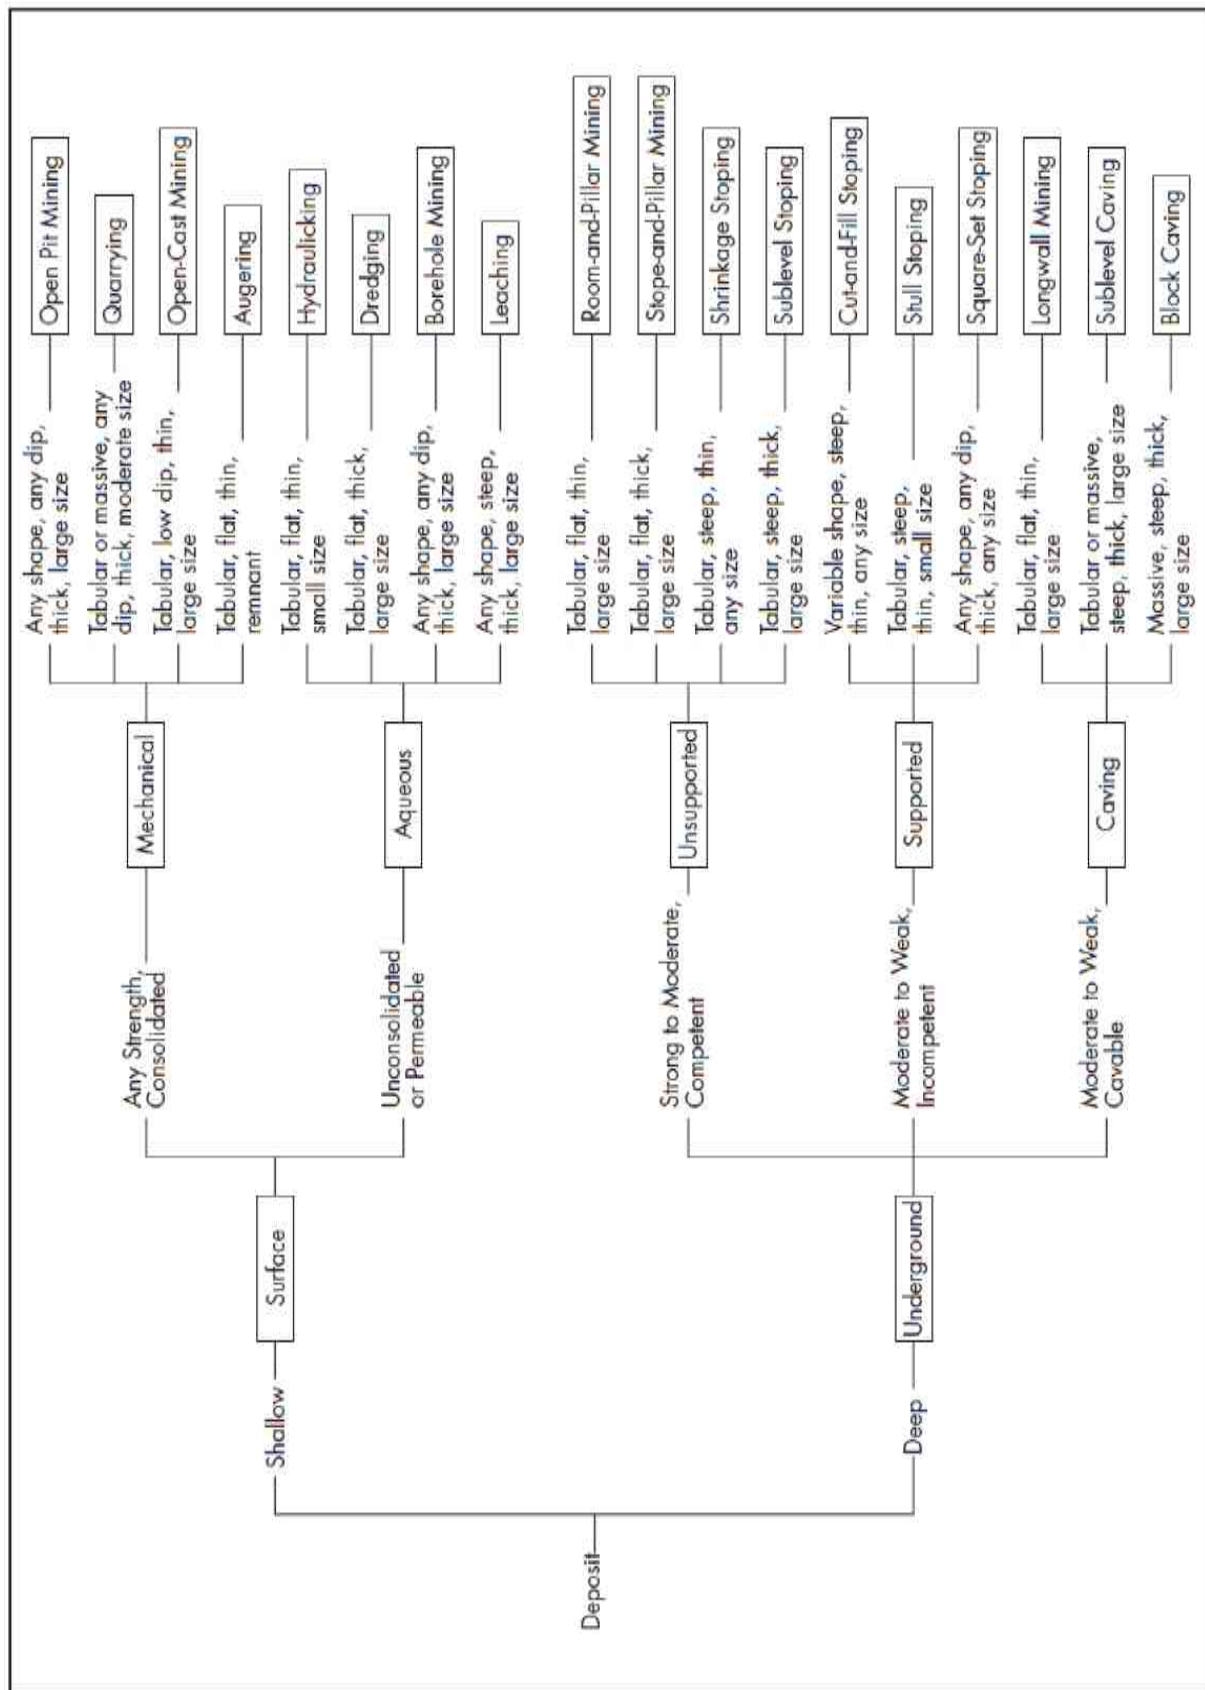 Deposit
Shallow
Deep
Surface
Underground
Any Strength,
Consolidated
Unconsolidated
or Permeable
Strong to Moderate,
Competent
Moderate to Weak,
Incompetent
Moderate to Weak,
Cavable
Mechanical
Aqueous
Unsupported
Supported
Caving
Any shape, any dip,
thick, large size
Open Pit Mining
Tabular or massive, any
dip, thick, moderate size
Quarrying
Tabular, low dip, thin,
large size
Open-Cast Mining
Tabular, flat, thin,
remnant
Augering
Tabular, flat, thin,
small size
Hydraulicking
Tabular, flat, thick,
large size
Dredging
Any shape, any dip,
thick, large size
Borehole Mining
Any shape, steep,
thick, large size
Leaching
Tabular, flat, thin,
large size
Room-and-Pillar Mining
Tabular, flat, thick,
large size
Stope-and-Pillar Mining
Tabular, steep, thin,
any size
Shrinkage Stoping
Tabular, steep, thick,
large size
Sublevel Stoping
Variable shape, steep,
thin, any size
Cut-and-Fill Stoping
Tabular, steep,
thin, small size
Stull Stoping
Any shape, any dip,
thick, any size
Square-Set Stoping
Tabular, flat, thin,
large size
Longwall Mining
Tabular or massive,
steep, thick, large size
Sublevel Caving
Massive, steep, thick,
large size
Block Caving